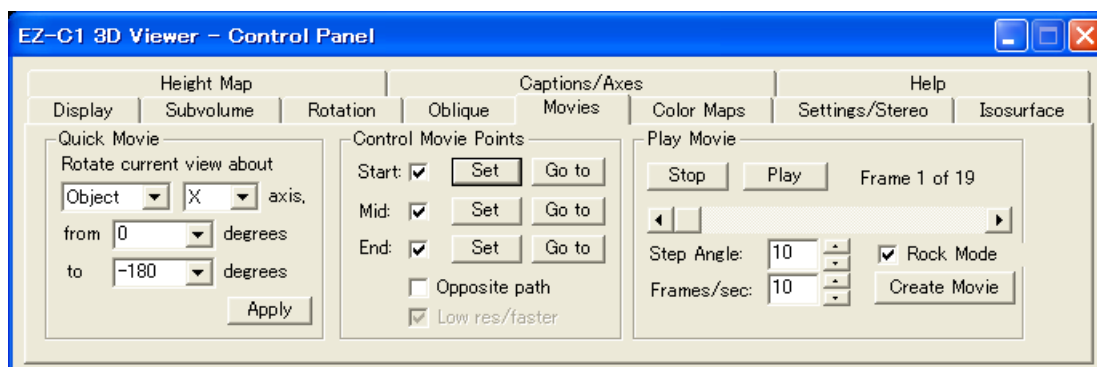 EZ-C1 3D Viewer - Control Panel
Height Map Captions/Axes Help
Display Subvolume Rotation Oblique Movies Color Maps Settings/Stereo Isosurface
Quick Movie
Rotate current view about
Object X axis,
from 0 degrees
to -180 degrees
Apply
Control Movie Points
Start: Set Go to
Mid: Set Go to
End: Set Go to
Opposite path
Low res/faster
Play Movie
Stop Play Frame 1 of 19
Step Angle: 10 Rock Mode
Frames/sec: 10 Create Movie